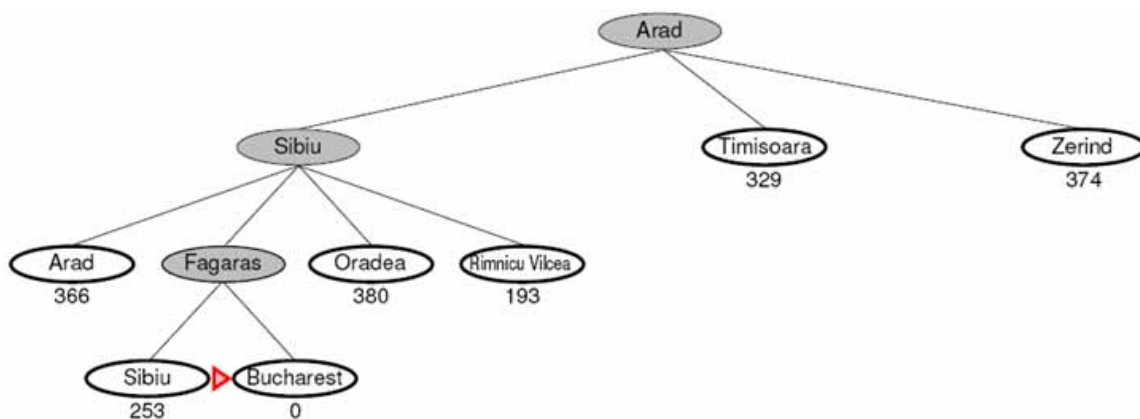 Arad
Sibiu
Timisoara
Zerind
329
374
Arad
Fagaras
Oradea
Rimnicu Vilcea
366
380
193
Sibiu
Bucharest
253
0